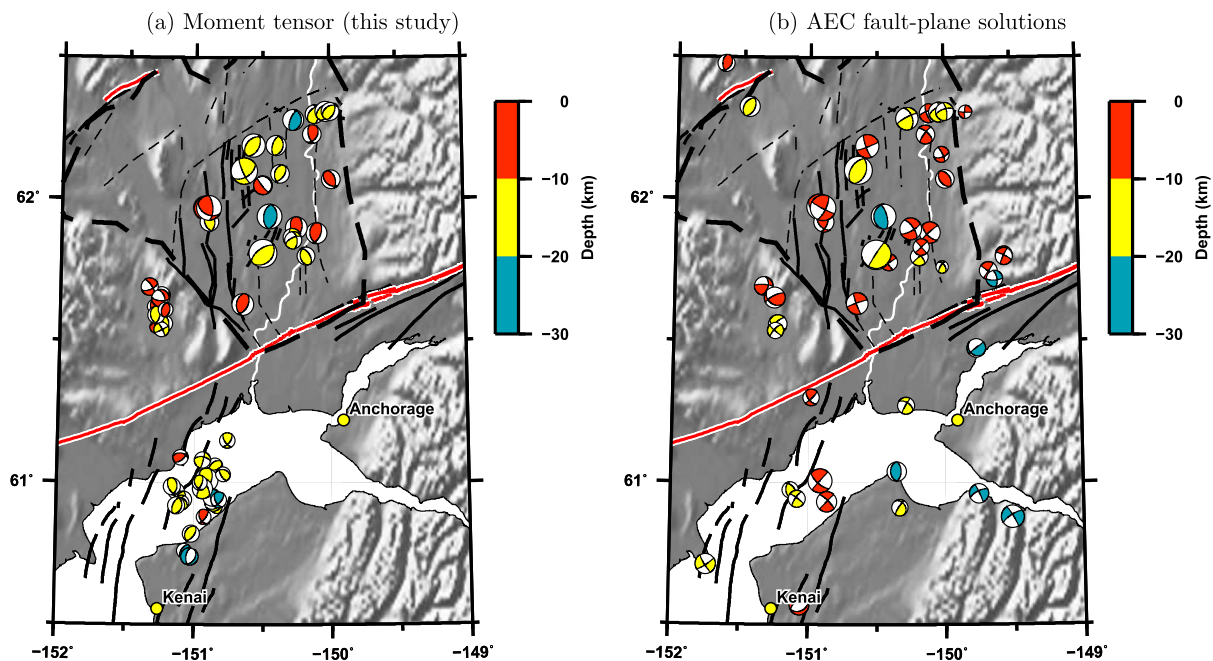 (a) Moment tensor (this study)
(b) AEC fault-plane solutions
62˚
61˚
−152˚
−151˚
−150˚
−149˚
Anchorage
Kenai
0
−10
−20
−30
Depth (km)
62˚
61˚
−152˚
−151˚
−150˚
−149˚
Anchorage
Kenai
0
−10
−20
−30
Depth (km)